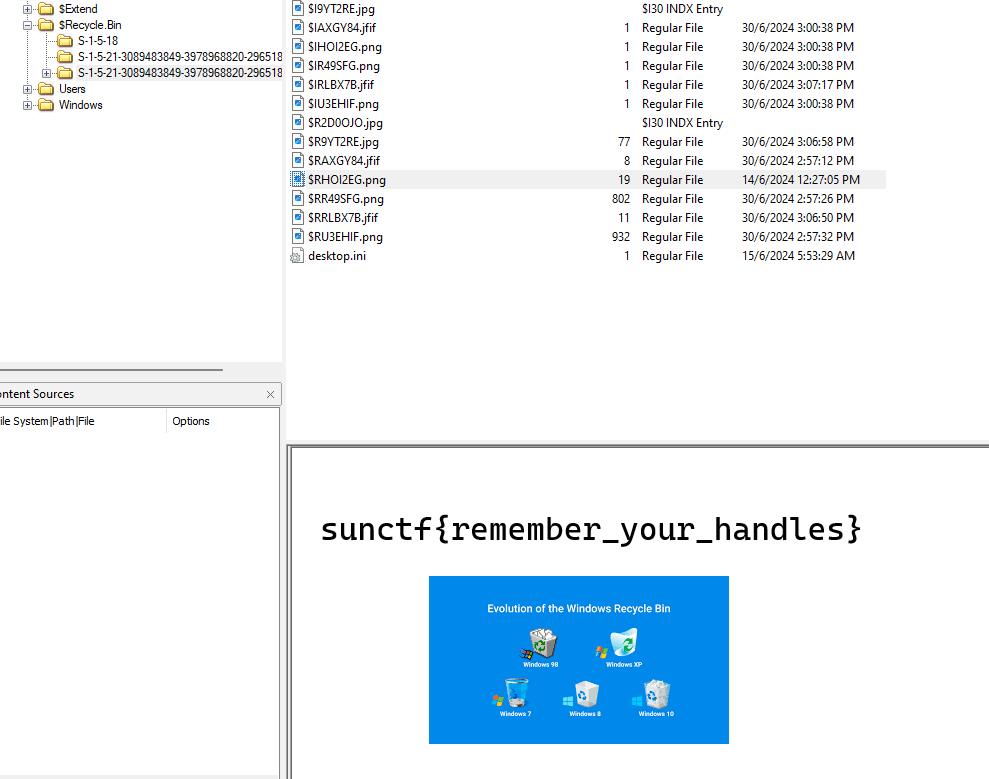 $Extend
$Recycle.Bin
S-1-5-18
S-1-5-21-3089483849-3978968820-296518
S-1-5-21-3089483849-3978968820-296518
Users
Windows
$I9YT2RE.jpg $I30 INDX Entry
$IAXGY84.jfif 1 Regular File 30/6/2024 3:00:38 PM
$IHOI2EG.png 1 Regular File 30/6/2024 3:00:38 PM
$IR49SFG.png 1 Regular File 30/6/2024 3:00:38 PM
$IRLBX7B.jfif 1 Regular File 30/6/2024 3:07:17 PM
$IU3EHIF.png 1 Regular File 30/6/2024 3:00:38 PM
$R2D0OJO.jpg $I30 INDX Entry
$R9YT2RE.jpg 77 Regular File 30/6/2024 3:06:58 PM
$RAXGY84.jfif 8 Regular File 30/6/2024 2:57:12 PM
$RHOI2EG.png 19 Regular File 14/6/2024 12:27:05 PM
$RR49SFG.png 802 Regular File 30/6/2024 2:57:26 PM
$RRLBX7B.jfif 11 Regular File 30/6/2024 3:06:50 PM
$RU3EHIF.png 932 Regular File 30/6/2024 2:57:32 PM
desktop.ini 1 Regular File 15/6/2024 5:53:29 AM
ontent Sources
ile System|Path|File Options
sunctf{remember_your_handles}
Evolution of the Windows Recycle Bin
Windows 98 Windows XP
Windows 7 Windows 8 Windows 10